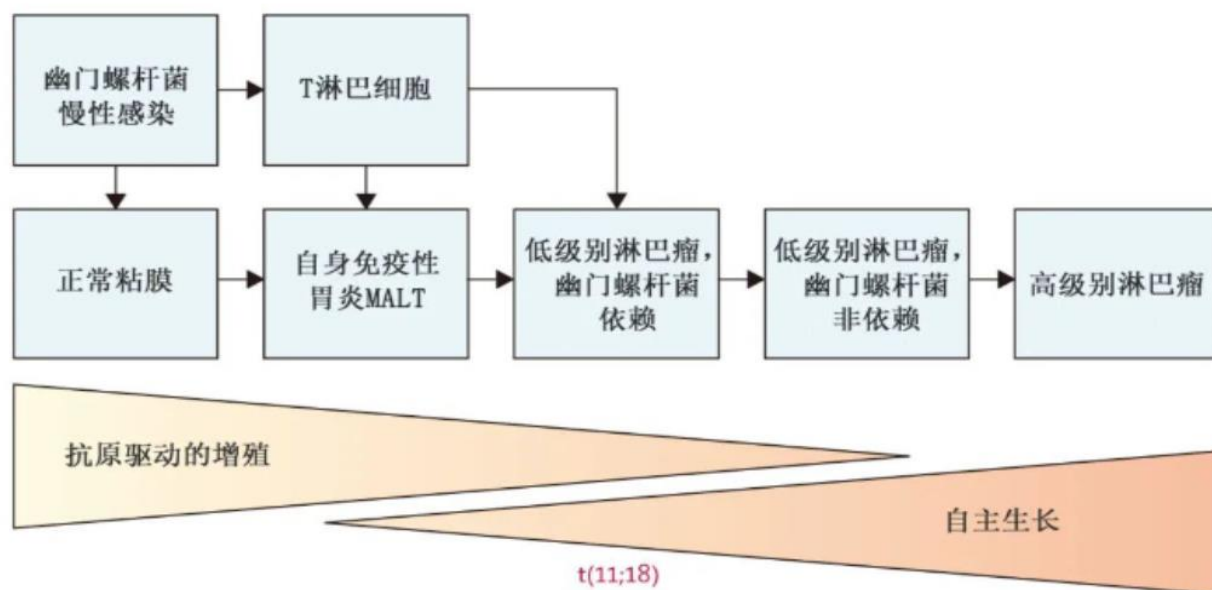 幽门螺杆菌
慢性感染
T淋巴细胞
正常粘膜
自身免疫性
胃炎MALT
低级别淋巴瘤，
幽门螺杆菌
依赖
低级别淋巴瘤，
幽门螺杆菌
非依赖
高级别淋巴瘤
抗原驱动的增殖
自主生长
t(11;18)